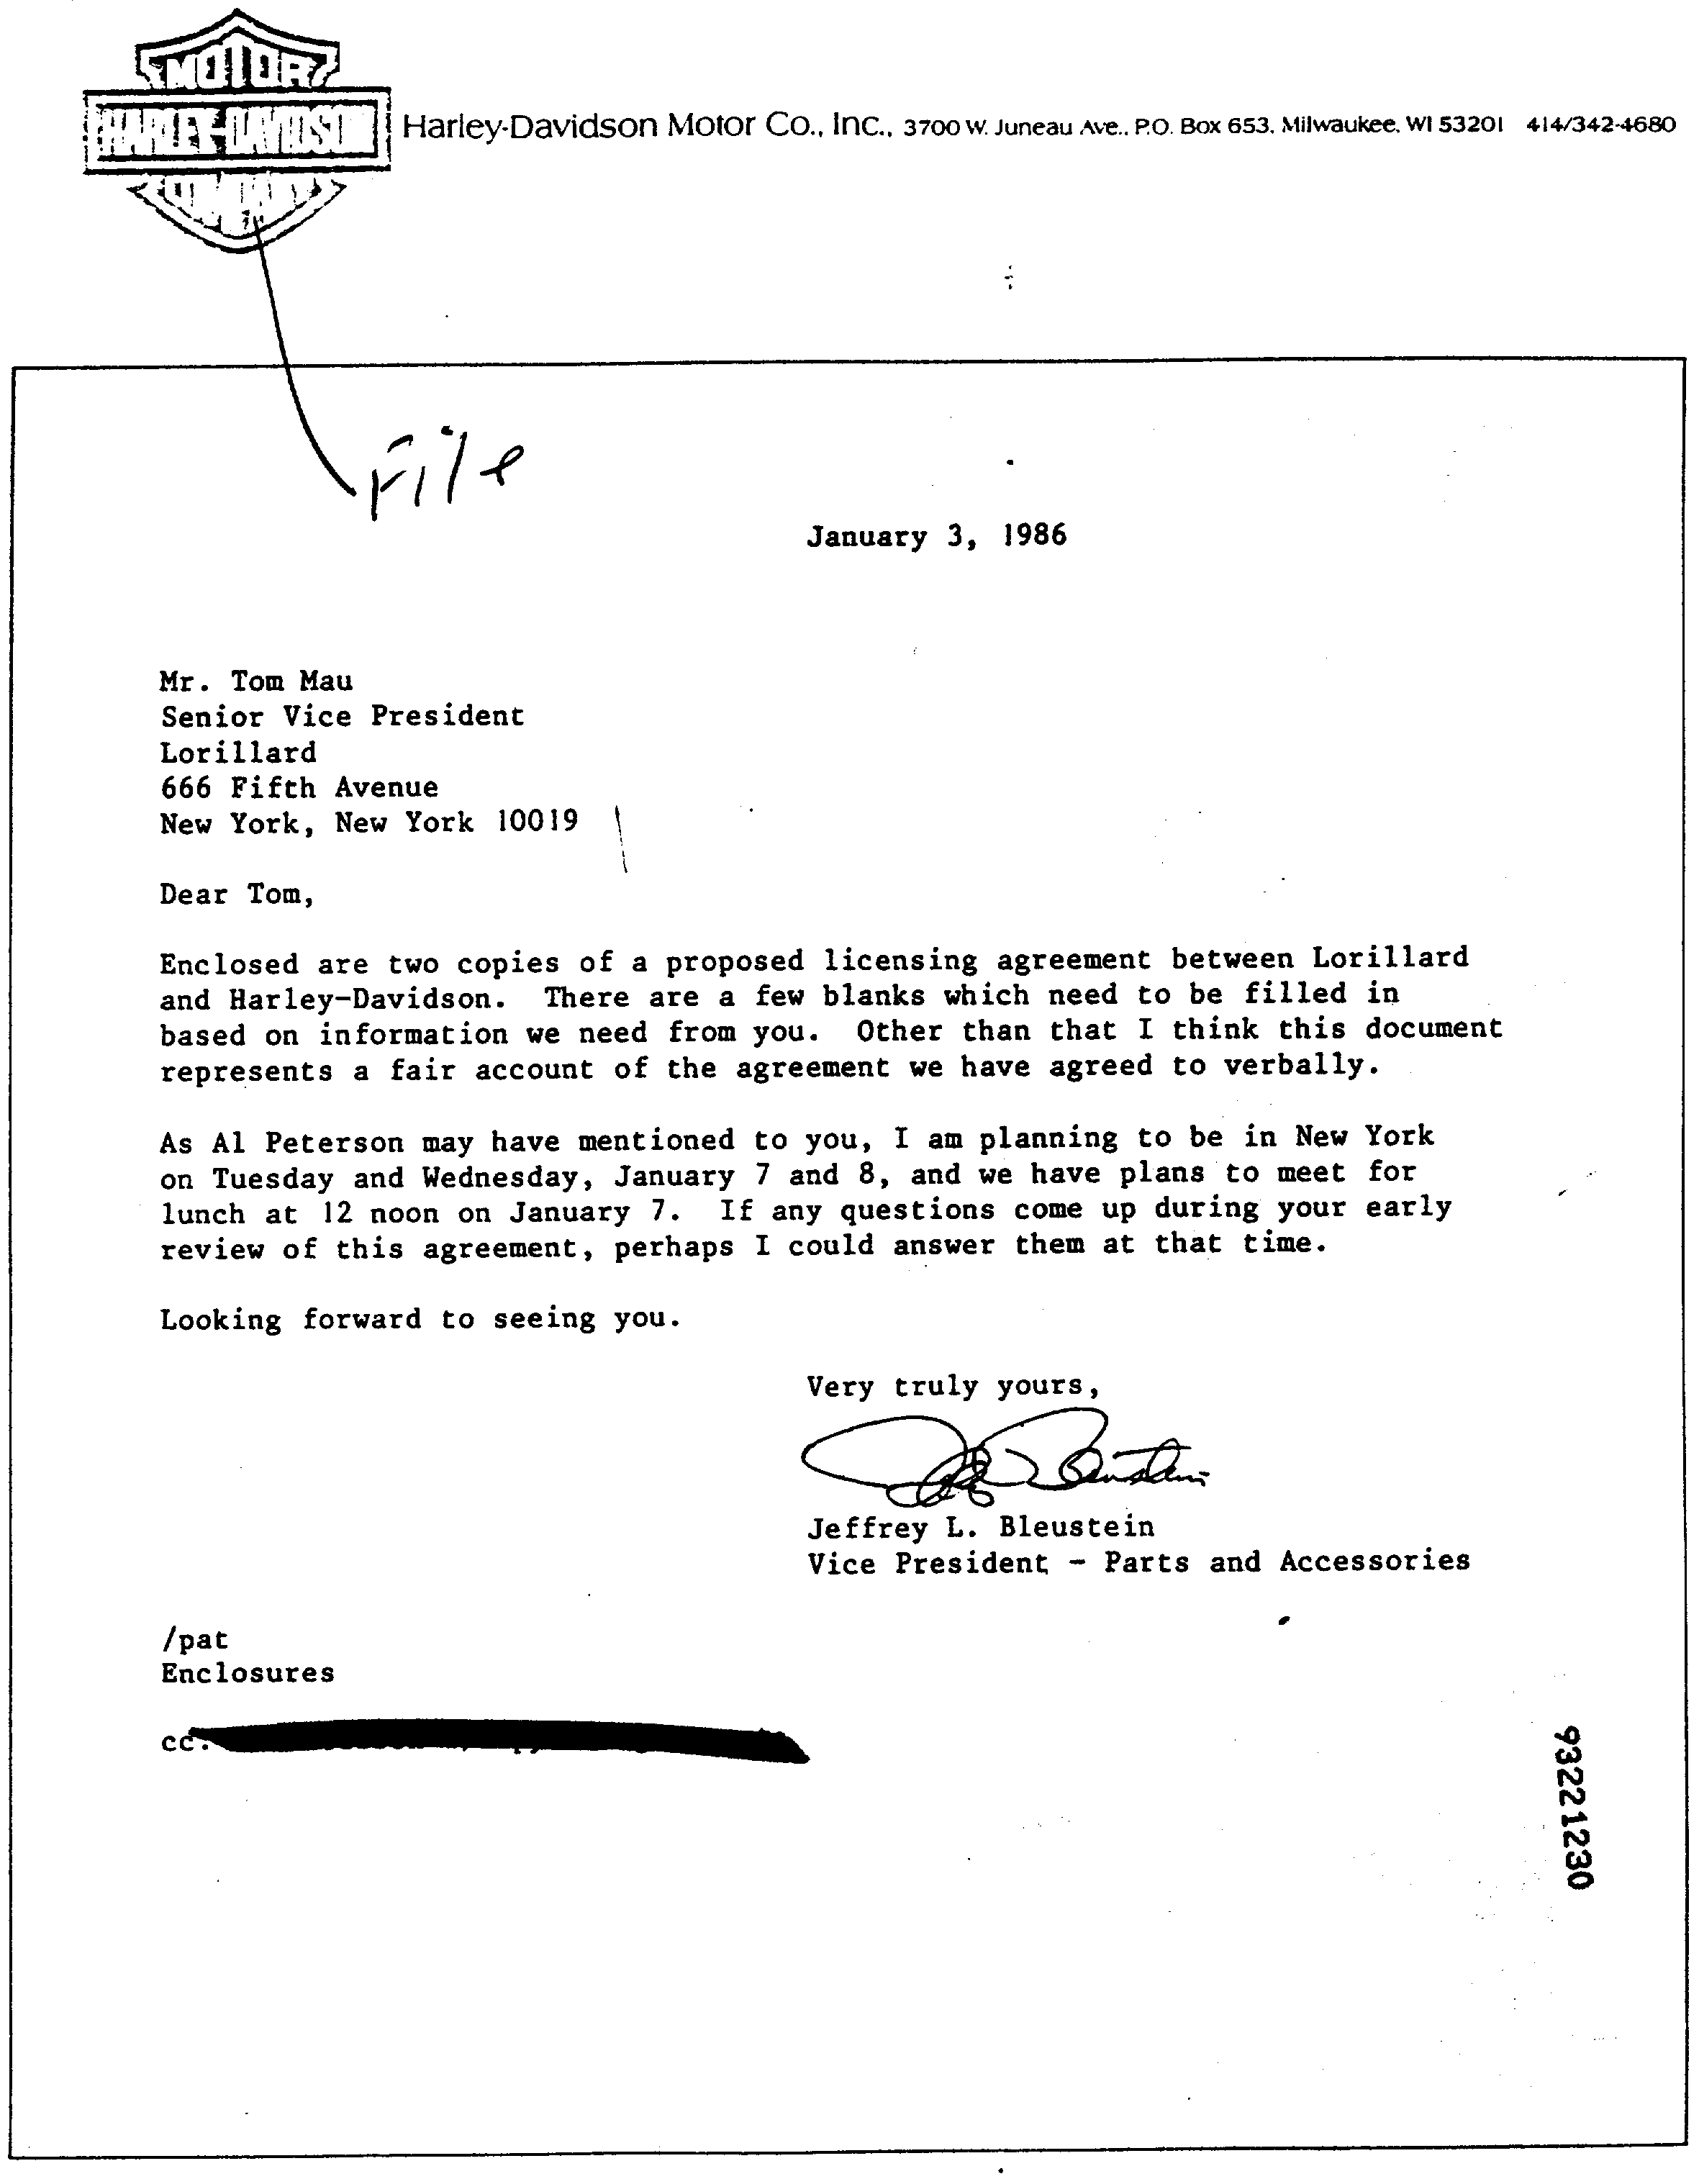 MOTOR
HARLEY-DAVIDSON
COMPANY
Harley-Davidson Motor Co., Inc., 3700 W. Juneau Ave., P.O. Box 653, Milwaukee, WI 53201 414/342-4680
File
January 3, 1986
Mr. Tom Mau
Senior Vice President
Lorillard
666 Fifth Avenue
New York, New York 10019
Dear Tom,
Enclosed are two copies of a proposed licensing agreement between Lorillard
and Harley-Davidson. There are a few blanks which need to be filled in
based on information we need from you. Other than that I think this document
represents a fair account of the agreement we have agreed to verbally.
As Al Peterson may have mentioned to you, I am planning to be in New York
on Tuesday and Wednesday, January 7 and 8, and we have plans to meet for
lunch at 12 noon on January 7. If any questions come up during your early
review of this agreement, perhaps I could answer them at that time.
Looking forward to seeing you.
Very truly yours,
Jeffrey L. Bleustein
Vice President - Parts and Accessories
/pat
Enclosures
cc:
93221230